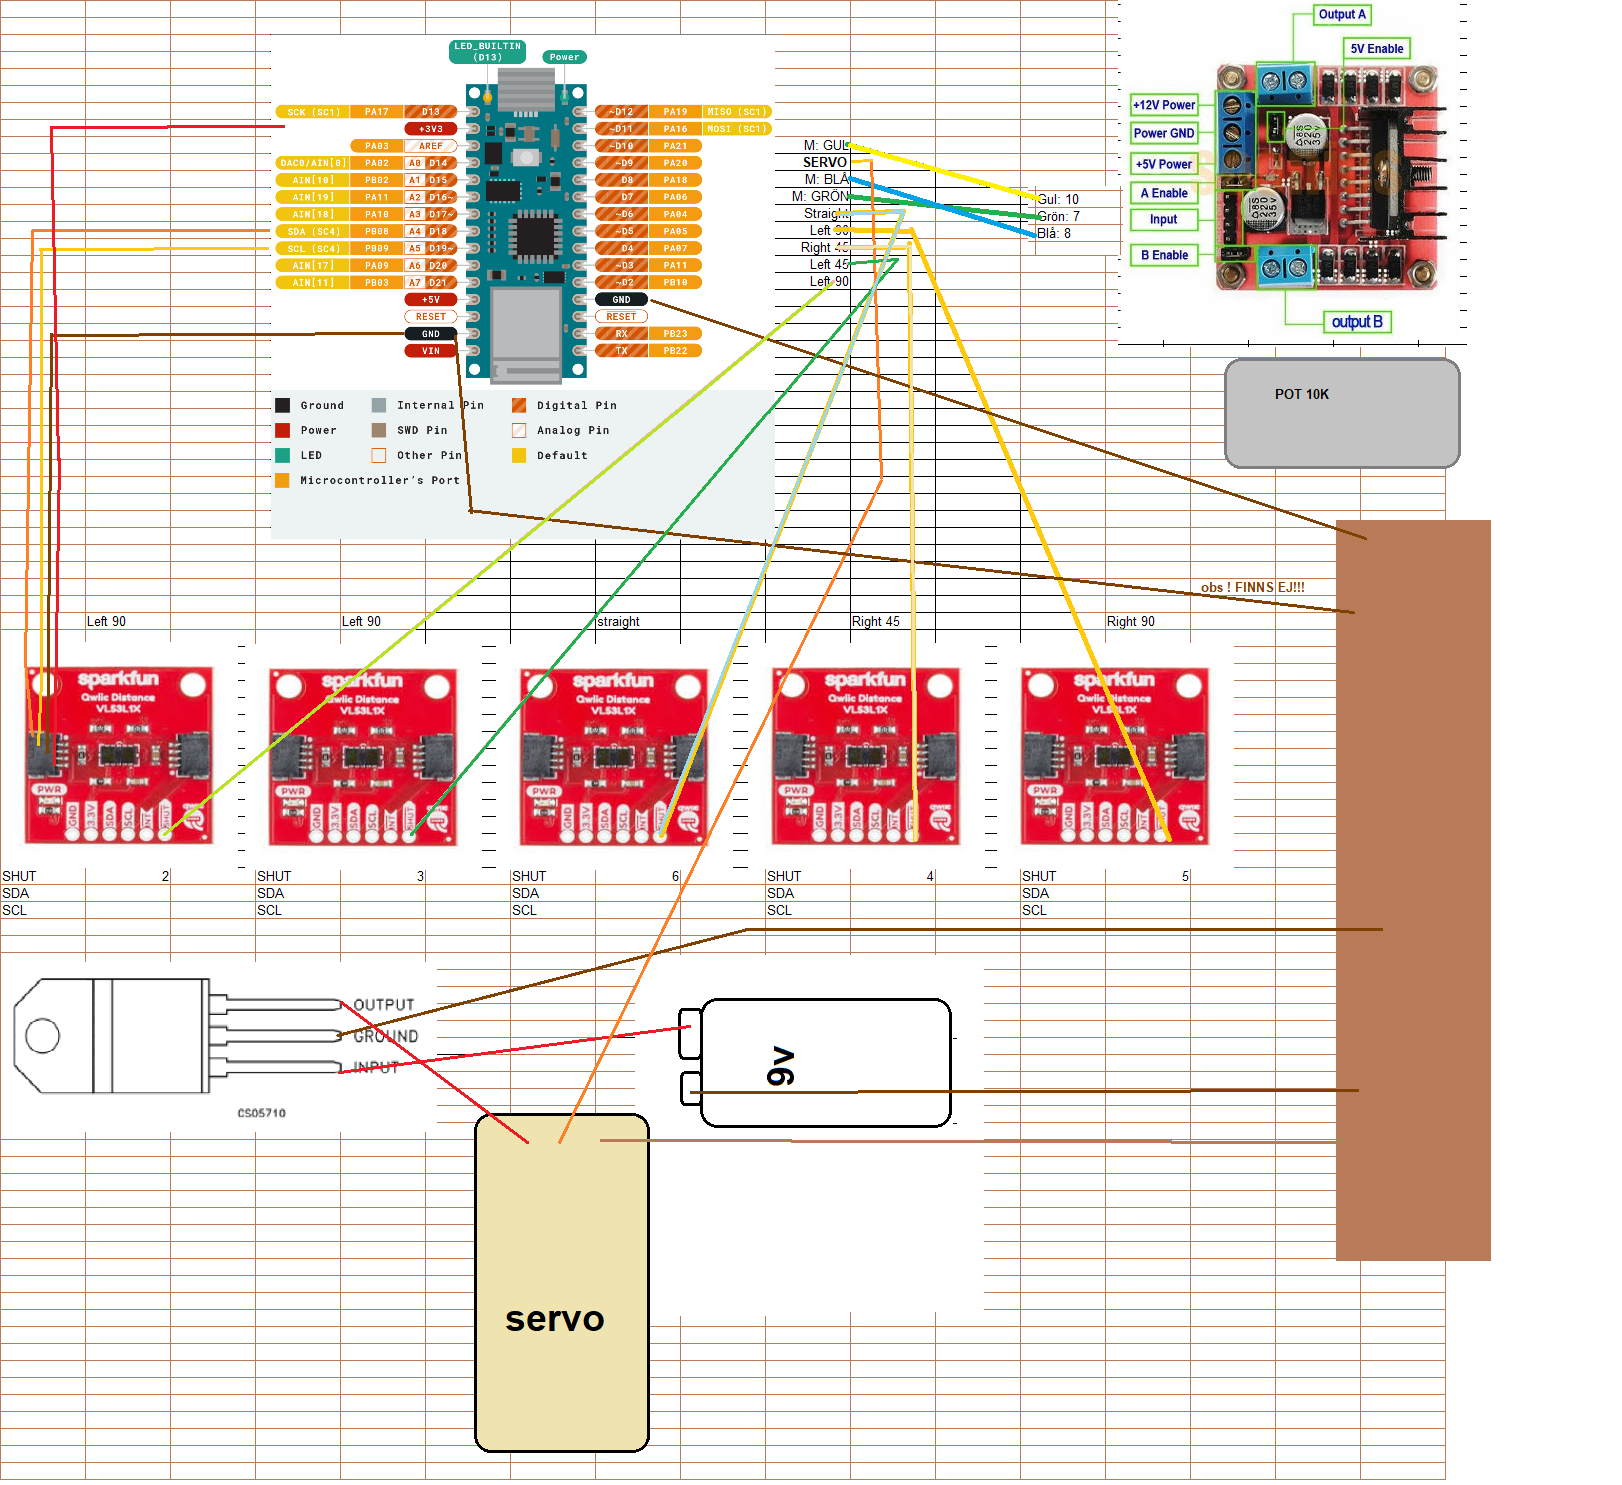 LED_BUILTIN
(D13)
Power
SCK (SC1) PA17 D13
+3V3
PA03 AREF
DAC0/AIN[0] PA02 A0 D14
AIN[10] PB02 A1 D15
AIN[19] PA11 A2 D16~
AIN[18] PA10 A3 D17~
SDA (SC4) PB08 A4 D18
SCL (SC4) PB09 A5 D19~
AIN[17] PA09 A6 D20
AIN[11] PB03 A7 D21
+5V
RESET
GND
VIN
~D12 PA19 MISO (SC1)
~D11 PA16 MOSI (SC1)
~D10 PA21
~D9 PA20
D8 PA18
D7 PA06
~D6 PA04
~D5 PA05
D4 PA07
~D3 PA11
~D2 PB10
GND
RESET
RX PB23
TX PB22
Ground
Power
LED
Microcontroller's Port
Internal Pin
SWD Pin
Other Pin
Digital Pin
Analog Pin
Default
M: GUL
SERVO
M: BLÅ
M: GRÖN
Straight
Left 90
Right 45
Left 45
Left 90
Gul: 10
Grön: 7
Blå: 8
Output A
5V Enable
+12V Power
Power GND
+5V Power
A Enable
Input
B Enable
output B
POT 10K
obs ! FINNS EJ!!!
Left 90
Left 90
straight
Right 45
Right 90
sparkfun
Qwiic Distance
VL53L1X
PWR
GND
3.3V
SDA
SCL
INT
SHUT
sparkfun
Qwiic Distance
VL53L1X
PWR
GND
3.3V
SDA
SCL
INT
SHUT
sparkfun
Qwiic Distance
VL53L1X
PWR
GND
3.3V
SDA
SCL
INT
SHUT
sparkfun
Qwiic Distance
VL53L1X
PWR
GND
3.3V
SDA
SCL
INT
sparkfun
Qwiic Distance
VL53L1X
PWR
GND
3.3V
SDA
SCL
INT
SHUT 2
SDA
SCL
SHUT 3
SDA
SCL
SHUT 6
SDA
SCL
SHUT 4
SDA
SCL
SHUT 5
SDA
SCL
OUTPUT
GROUND
INPUT
CS05710
9v
servo